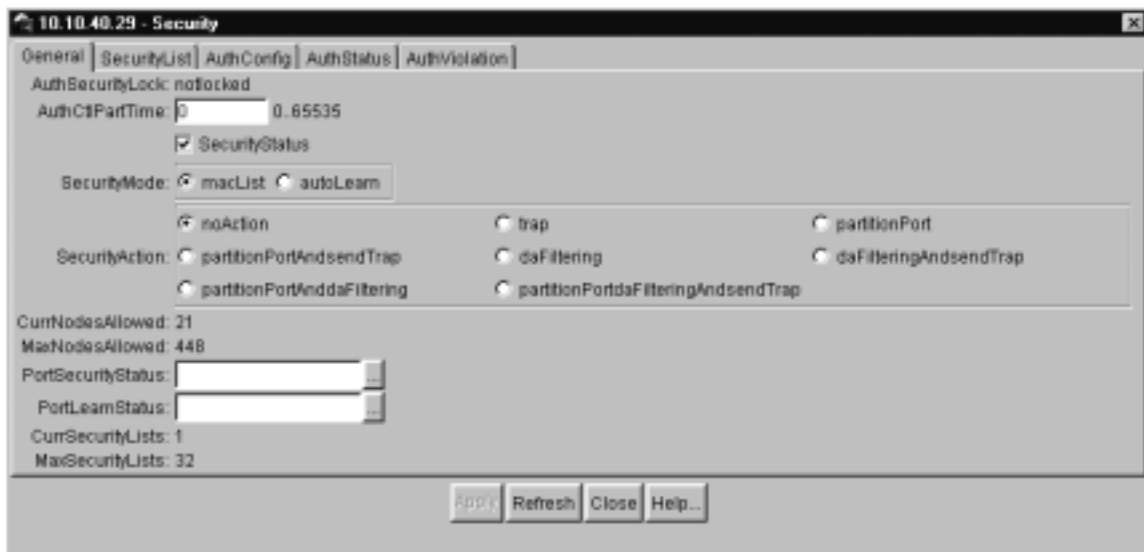 10.10.40.29 - Security
General SecurityList AuthConfig AuthStatus AuthViolation
AuthSecurityLock: notlocked
AuthCtlPartTime: 0 0..65535
SecurityStatus
SecurityMode: macList autoLearn
noAction trap partitionPort
SecurityAction: partitionPortAndsendTrap daFiltering daFilteringAndsendTrap
partitionPortAnddaFiltering partitionPortdaFilteringAndsendTrap
CurrNodesAllowed: 21
MaxNodesAllowed: 448
PortSecurityStatus: ...
PortLearnStatus: ...
CurrSecurityLists: 1
MaxSecurityLists: 32
Apply Refresh Close Help...